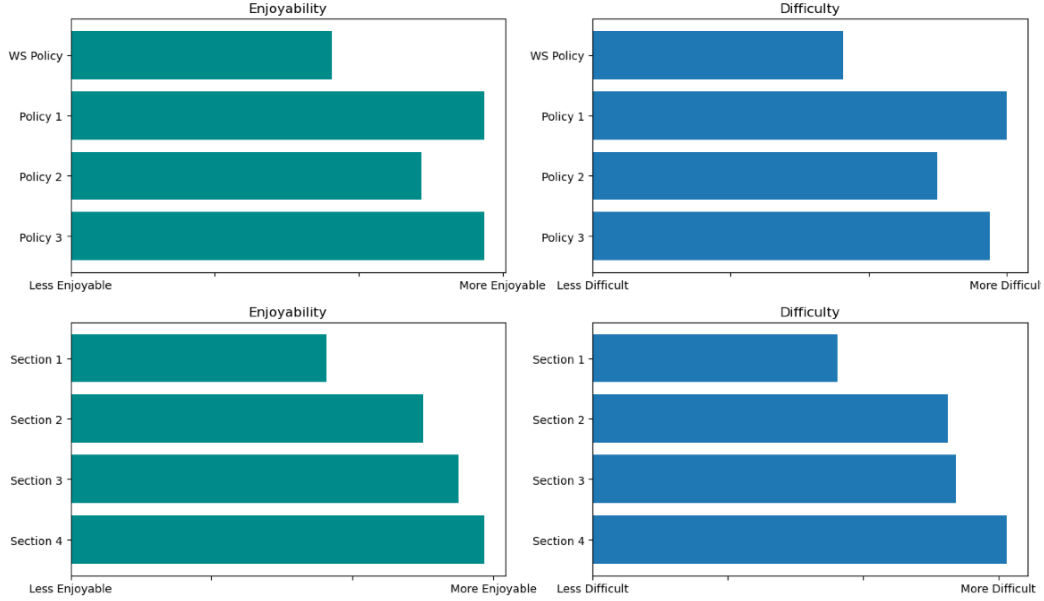 Enjoyability
WS Policy
Policy 1
Policy 2
Policy 3
Less Enjoyable
More Enjoyable
Difficulty
WS Policy
Policy 1
Policy 2
Policy 3
Less Difficult
More Difficul
Enjoyability
Section 1
Section 2
Section 3
Section 4
Less Enjoyable
More Enjoyable
Difficulty
Section 1
Section 2
Section 3
Section 4
Less Difficult
More Difficult